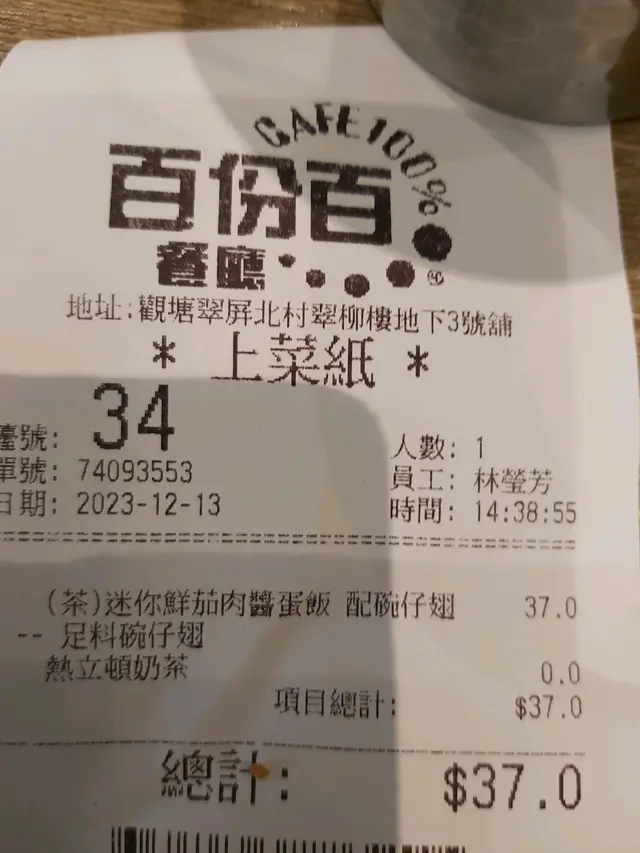 CAFE100%
百份百
餐廳
地址:觀塘翠屏北村翠柳樓地下3號舖
* 上菜紙 *
檯號: 34
人數: 1
單號: 74093553
員工: 林瑩芳
日期: 2023-12-13
時間: 14:38:55
(茶)迷你鮮茄肉醬蛋飯 配碗仔翅 37.0
-- 足料碗仔翅
熱立頓奶茶 0.0
項目總計: $37.0
總計: $37.0